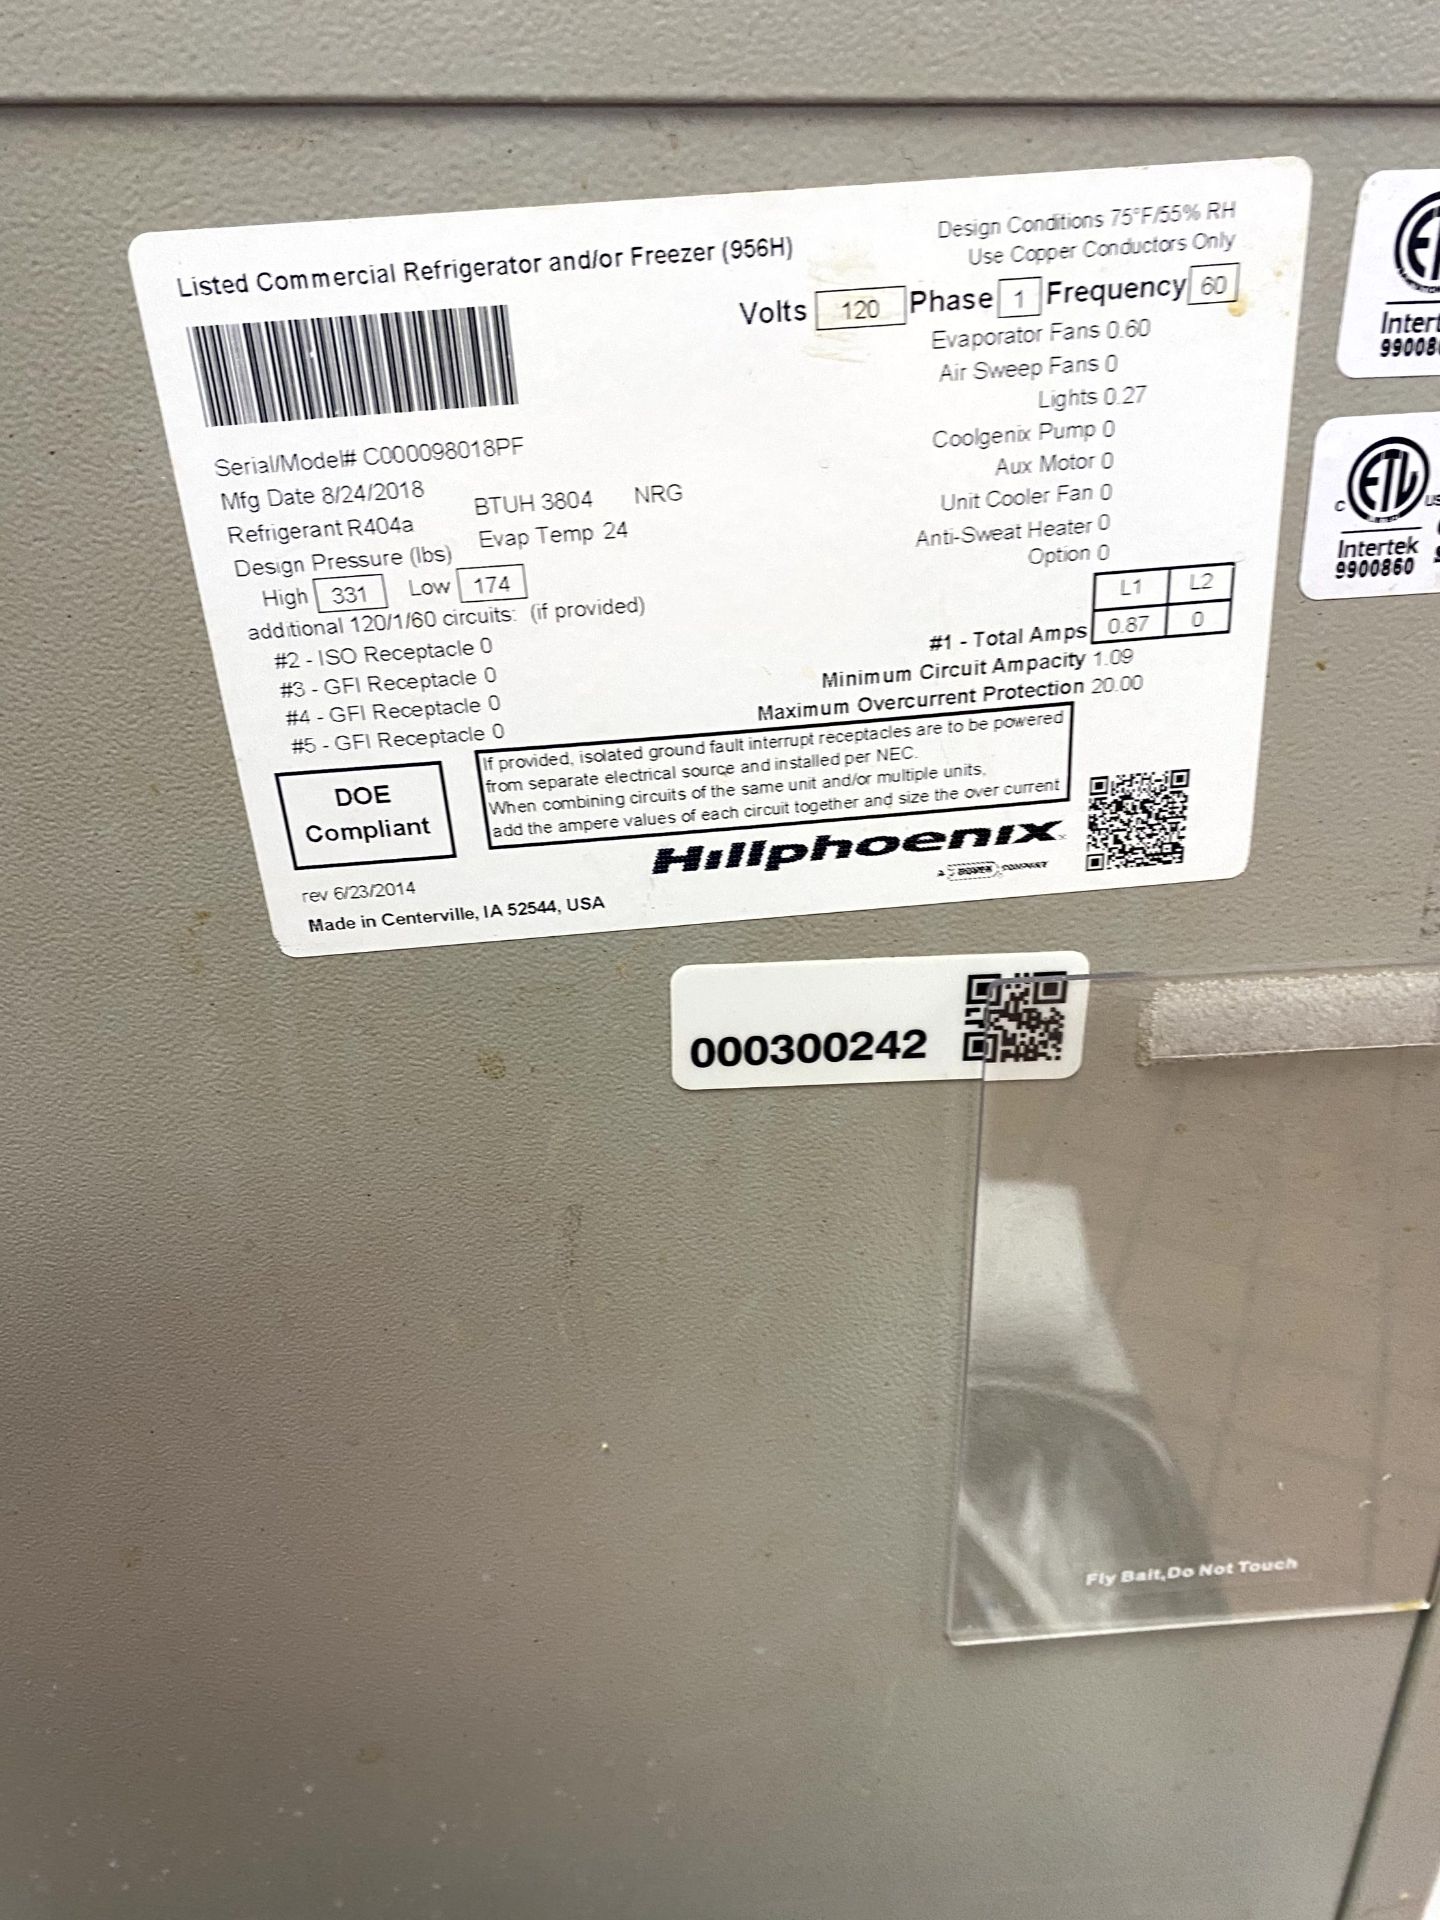 Listed Commercial Refrigerator and/or Freezer (956H)
Design Conditions 75°F/55% RH
Use Copper Conductors Only
Volts 120 Phase 1 Frequency 60
Evaporator Fans 0.60
Air Sweep Fans 0
Lights 0.27
Coolgenix Pump 0
Aux Motor 0
Unit Cooler Fan 0
Anti-Sweat Heater 0
Option 0
L1 L2
#1 - Total Amps 0.87 0
Minimum Circuit Ampacity 1.09
Maximum Overcurrent Protection 20.00
Serial/Model# C000098018PF
Mfg Date 8/24/2018
BTUH 3804 NRG
Refrigerant R404a
Evap Temp 24
Design Pressure (lbs)
High 331 Low 174
additional 120/1/60 circuits: (if provided)
#2 - ISO Receptacle 0
#3 - GFI Receptacle 0
#4 - GFI Receptacle 0
#5 - GFI Receptacle 0
If provided, isolated ground fault interrupt receptacles are to be powered
from separate electrical source and installed per NEC.
When combining circuits of the same unit and/or multiple units,
add the ampere values of each circuit together and size the over current
DOE
Compliant
Hillphoenix
A DOVER COMPANY
rev 6/23/2014
Made in Centerville, IA 52544, USA
Intertek
9900860
C ETL US
Intertek
9900860
000300242
Fly Bait,Do Not Touch